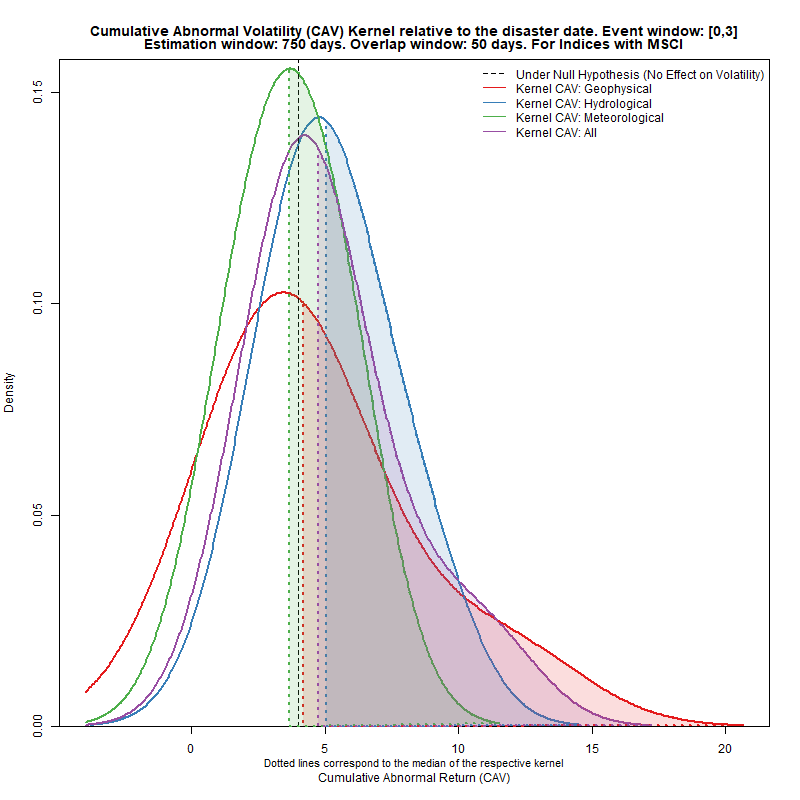 Cumulative Abnormal Volatility (CAV) Kernel relative to the disaster date. Event window: [0,3]
Estimation window: 750 days. Overlap window: 50 days. For Indices with MSCI
Under Null Hypothesis (No Effect on Volatility)
Kernel CAV: Geophysical
Kernel CAV: Hydrological
Kernel CAV: Meteorological
Kernel CAV: All
Density
0.15
0.10
0.05
0.00
0 5 10 15 20
Dotted lines correspond to the median of the respective kernel
Cumulative Abnormal Return (CAV)